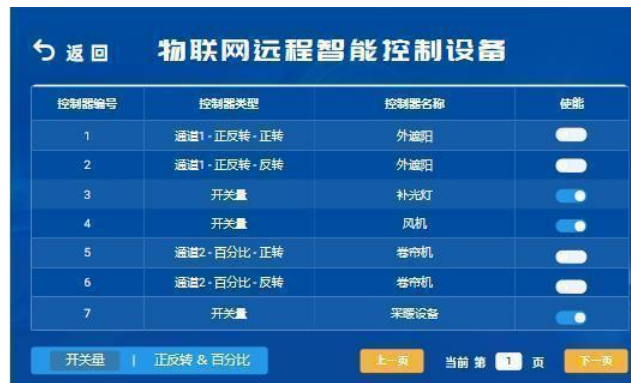 返回 物联网远程智能控制设备
控制器编号 控制器类型 控制器名称 使能
1 通道1-正反转-正转 外遮阳
2 通道1-正反转-反转 外遮阳
3 开关量 补光灯
4 开关量 风机
5 通道2-百分比-正转 卷帘机
6 通道2-百分比-反转 卷帘机
7 开关量 采暖设备
开关量 | 正反转 & 百分比 上一页 当前 第 1 页 下一页